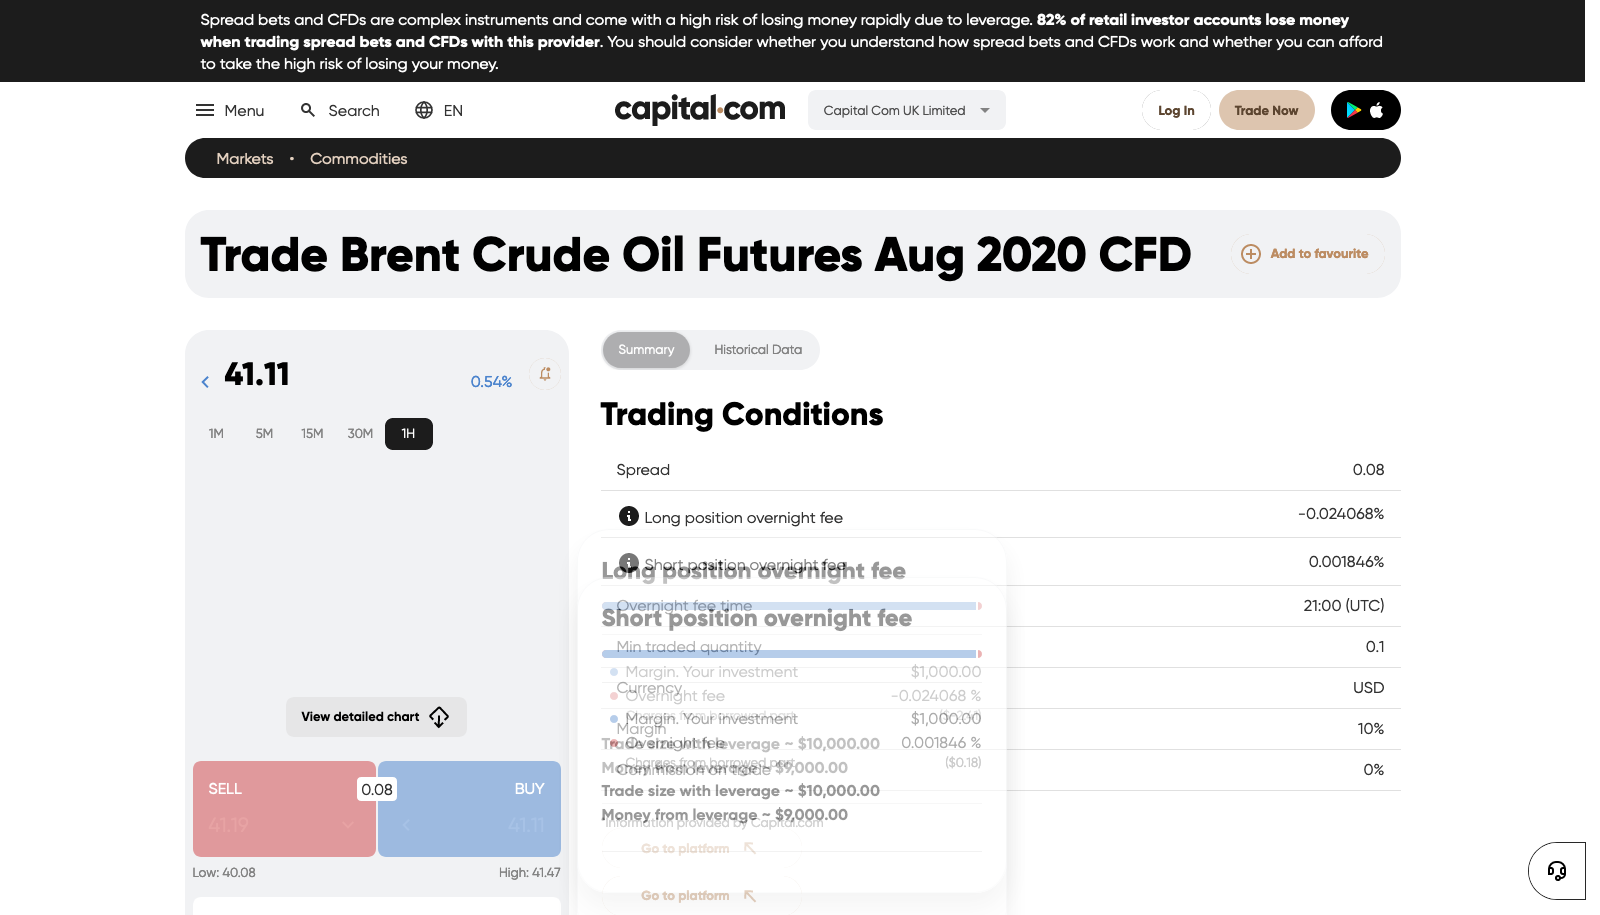 Spread bets and CFDs are complex instruments and come with a high risk of losing money rapidly due to leverage. 82% of retail investor accounts lose money
when trading spread bets and CFDs with this provider. You should consider whether you understand how spread bets and CFDs work and whether you can afford
to take the high risk of losing your money.
Menu
Search
EN
capital.com
Capital Com UK Limited
Log In
Trade Now
Markets • Commodities
Trade Brent Crude Oil Futures Aug 2020 CFD
Add to favourite
41.11
0.54%
1M
5M
15M
30M
1H
View detailed chart
SELL
41.19
0.08
BUY
41.11
Low: 40.08
High: 41.47
Summary
Historical Data
Trading Conditions
Spread 0.08
Long position overnight fee -0.024068%
Short position overnight fee 0.001846%
Overnight fee time 21:00 (UTC)
Min traded quantity 0.1
Currency USD
Margin 10%
Commission on trade 0%
Long position overnight fee
Margin. Your investment $1,000.00
Overnight fee -0.024068 %
Charges from borrowed part
Trade size with leverage ~ $10,000.00
Money from leverage ~ $9,000.00
Go to platform
Short position overnight fee
Margin. Your investment $1,000.00
Overnight fee 0.001846 %
Charges from borrowed part ($0.18)
Trade size with leverage ~ $10,000.00
Money from leverage ~ $9,000.00
Go to platform
*Information provided by Capital.com